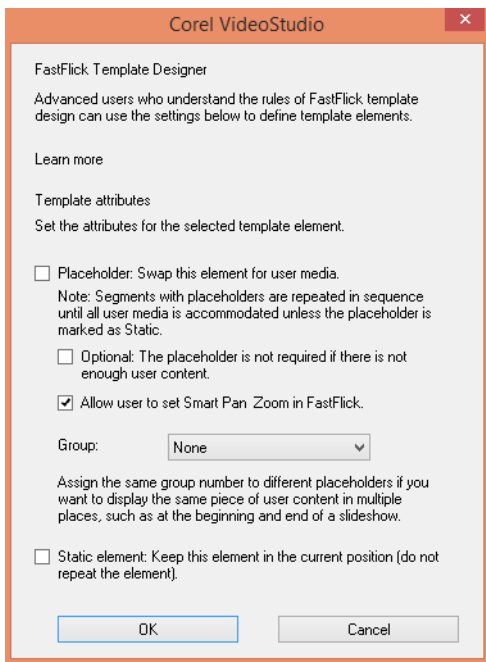 Corel VideoStudio
FastFlick Template Designer
Advanced users who understand the rules of FastFlick template
design can use the settings below to define template elements.
Learn more
Template attributes
Set the attributes for the selected template element.
Placeholder: Swap this element for user media.
Note: Segments with placeholders are repeated in sequence
until all user media is accommodated unless the placeholder is
marked as Static.
Optional: The placeholder is not required if there is not
enough user content.
Allow user to set Smart Pan Zoom in FastFlick.
Group: None
Assign the same group number to different placeholders if you
want to display the same piece of user content in multiple
places, such as at the beginning and end of a slideshow.
Static element: Keep this element in the current position (do not
repeat the element).
OK Cancel